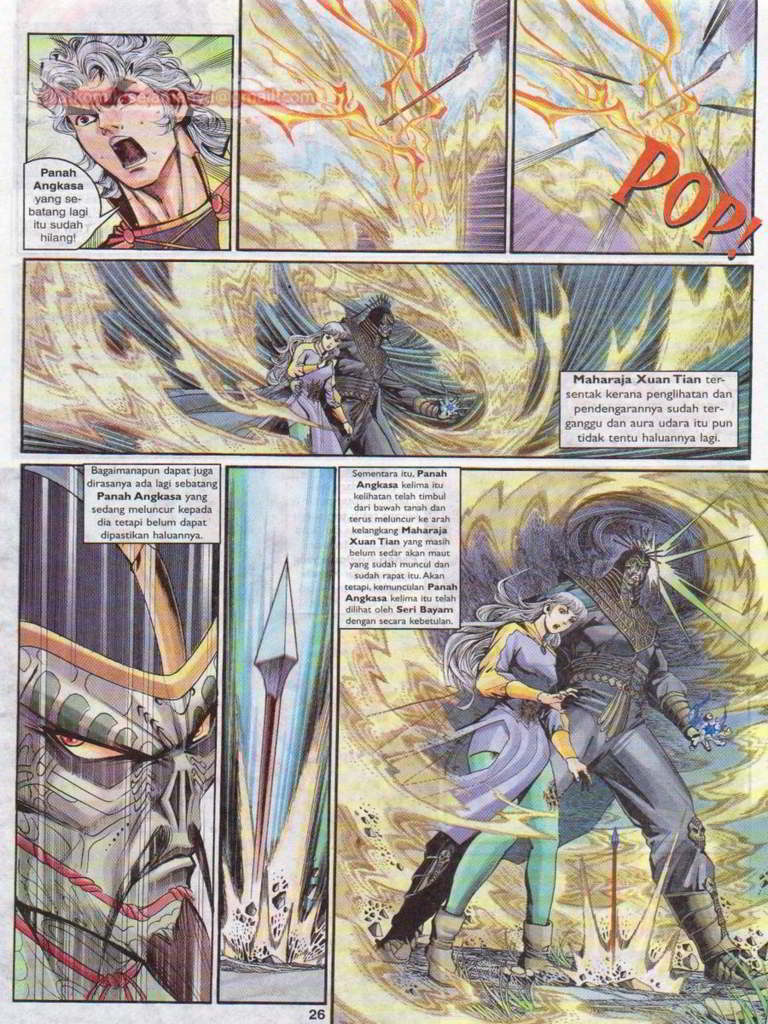 Panah
Angkasa
yang se-
batang lagi
itu sudah
hilang!
POP!
Maharaja Xuan Tian ter-
sentak kerana penglihatan dan
pendengarannya sudah ter-
ganggu dan aura udara itu pun
tidak tentu haluannya lagi.
Bagaimanapun dapat juga
dirasanya ada lagi sebatang
Panah Angkasa yang
sedang meluncur kepada
dia tetapi belum dapat
dipastikan haluannya.
Sementara itu, Panah
Angkasa kelima itu
kelihatan telah timbul
dari bawah tanah dan
terus meluncur ke arah
kelangkang Maharaja
Xuan Tian yang masih
belum sedar akan maut
yang sudah muncul dan
sudah rapat itu. Akan
tetapi, kemunculan Panah
Angkasa kelima itu telah
dilihat oleh Seri Bayam
dengan secara kebetulan.
26